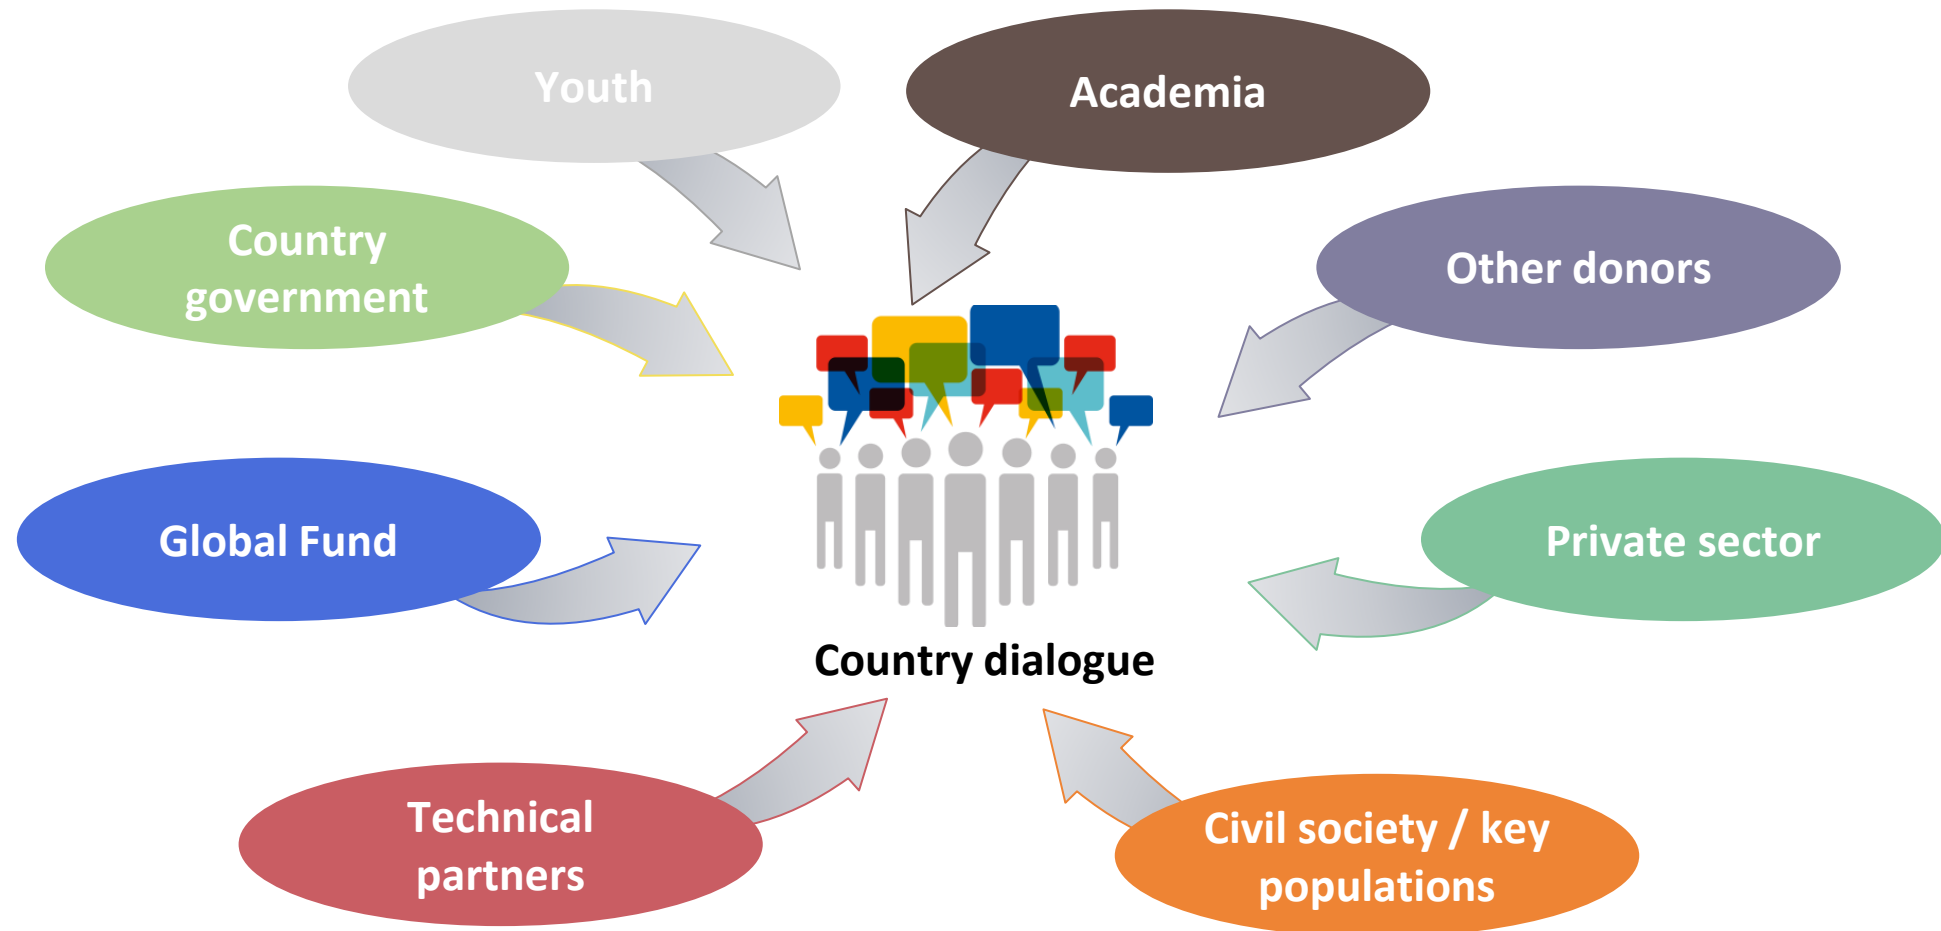 Youth
Academia
Country
government
Other donors
Global Fund
Private sector
Country dialogue
Technical
partners
Civil society / key
populations